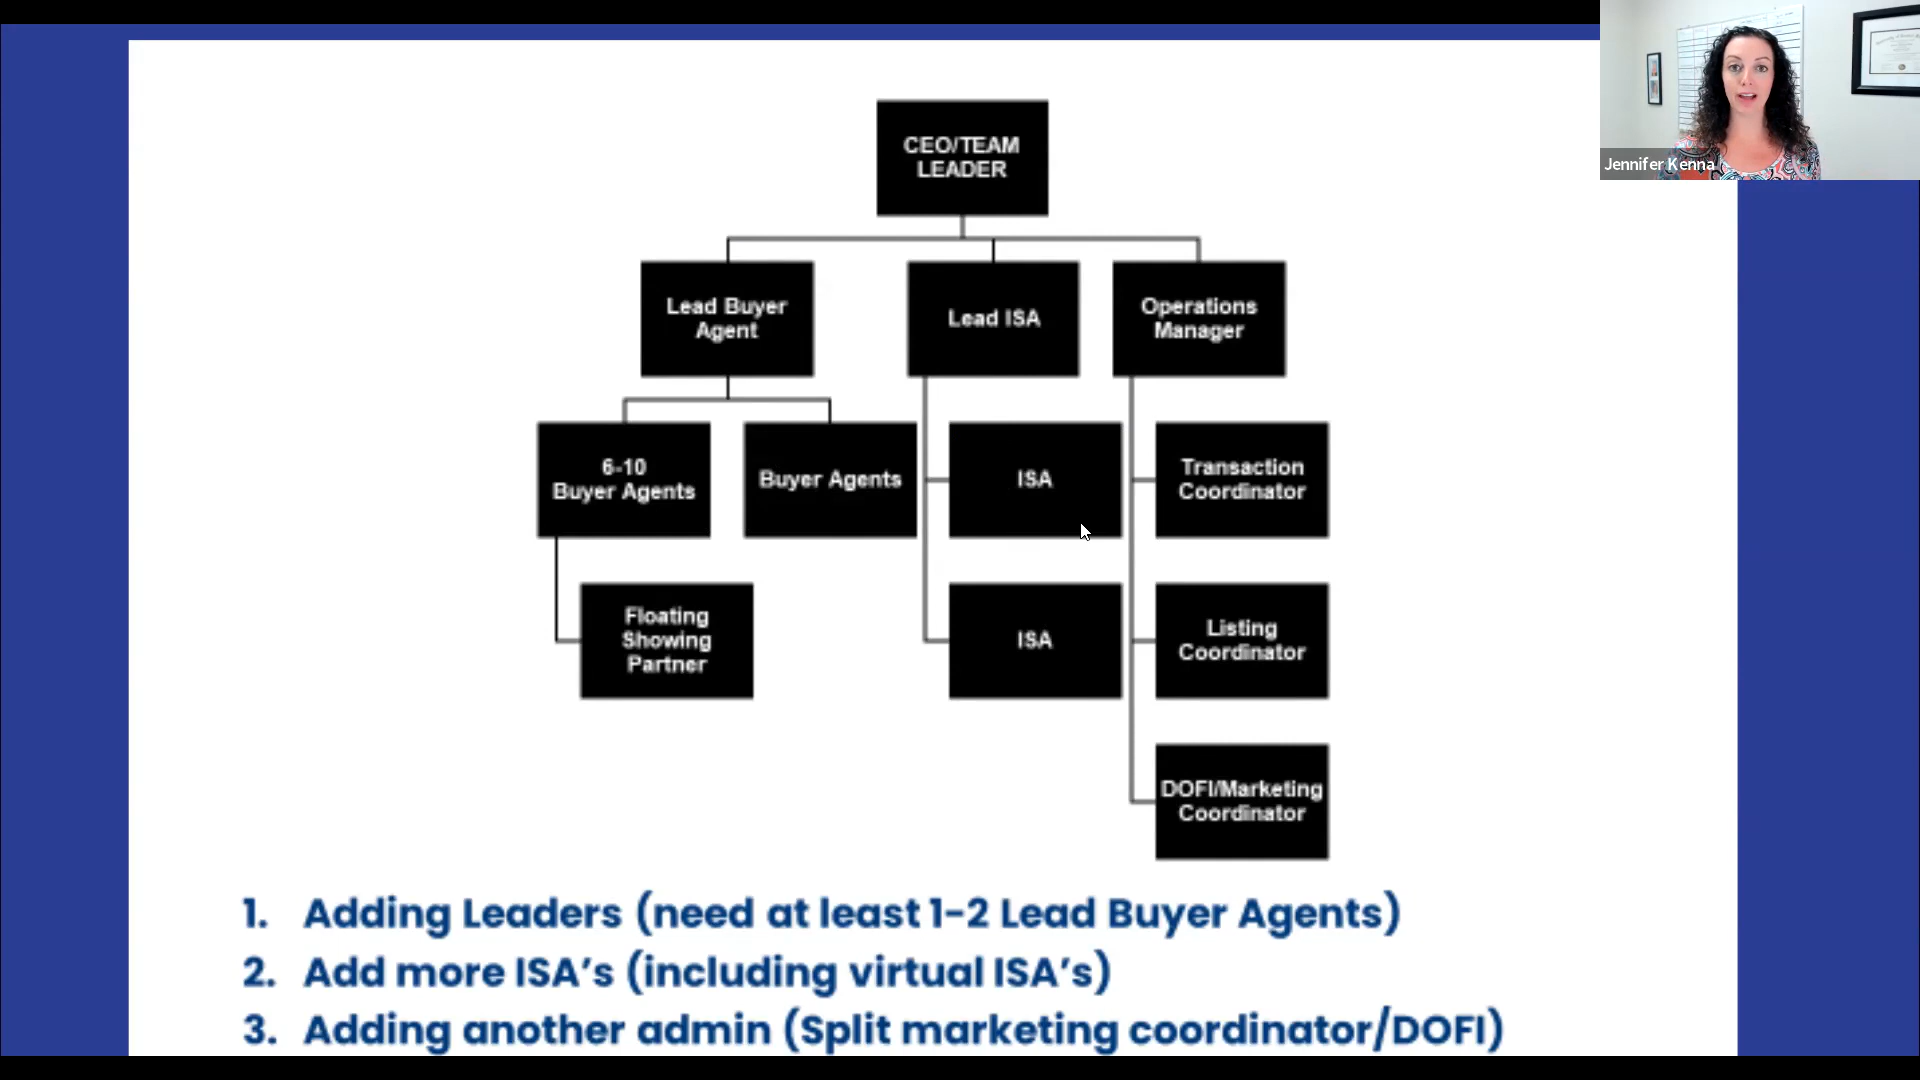 CEO/TEAM
LEADER
Jennifer Kenna
Lead Buyer
Agent
Lead ISA
Operations
Manager
6-10
Buyer Agents
Buyer Agents
ISA
Transaction
Coordinator
Floating
Showing
Partner
ISA
Listing
Coordinator
DOFI/Marketing
Coordinator
1. Adding Leaders (need at least 1-2 Lead Buyer Agents)
2. Add more ISA's (including virtual ISA's)
3. Adding another admin (Split marketing coordinator/DOFI)